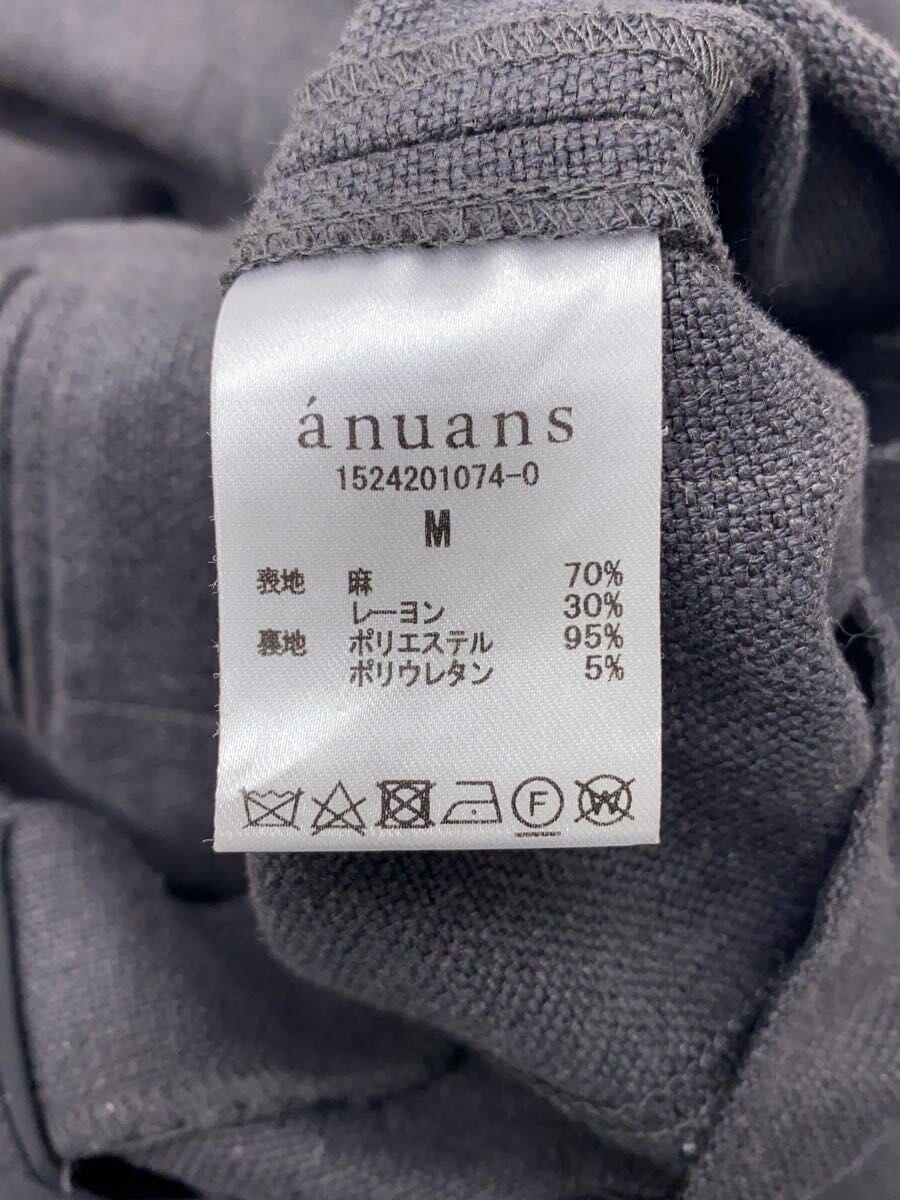 ánuans
1524201074-0
M
表地 麻 70%
レーヨン 30%
裏地 ポリエステル 95%
ポリウレタン 5%
F W